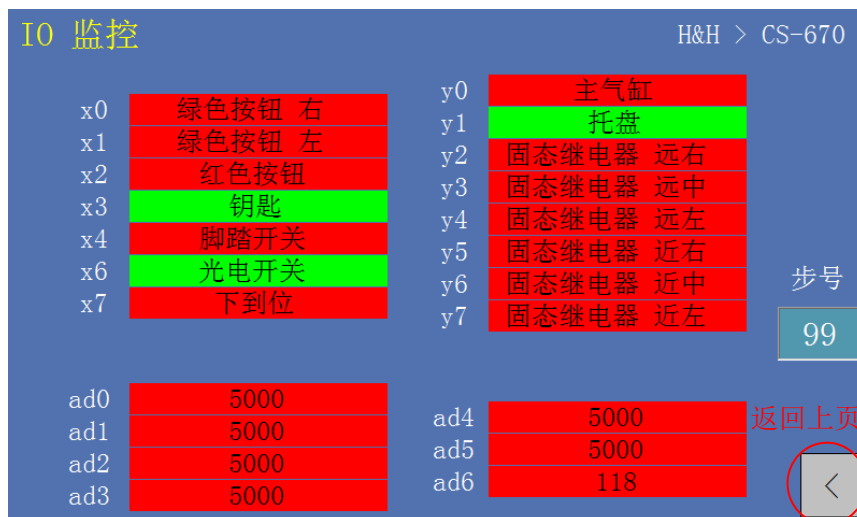 IO 监控
H&H > CS-670
x0 绿色按钮 右
x1 绿色按钮 左
x2 红色按钮
x3 钥匙
x4 脚踏开关
x6 光电开关
x7 下到位
y0 主气缸
y1 托盘
y2 固态继电器 远右
y3 固态继电器 远中
y4 固态继电器 远左
y5 固态继电器 近右
y6 固态继电器 近中
y7 固态继电器 近左
步号
99
ad0 5000
ad1 5000
ad2 5000
ad3 5000
ad4 5000
ad5 5000
ad6 118
返回上页
<